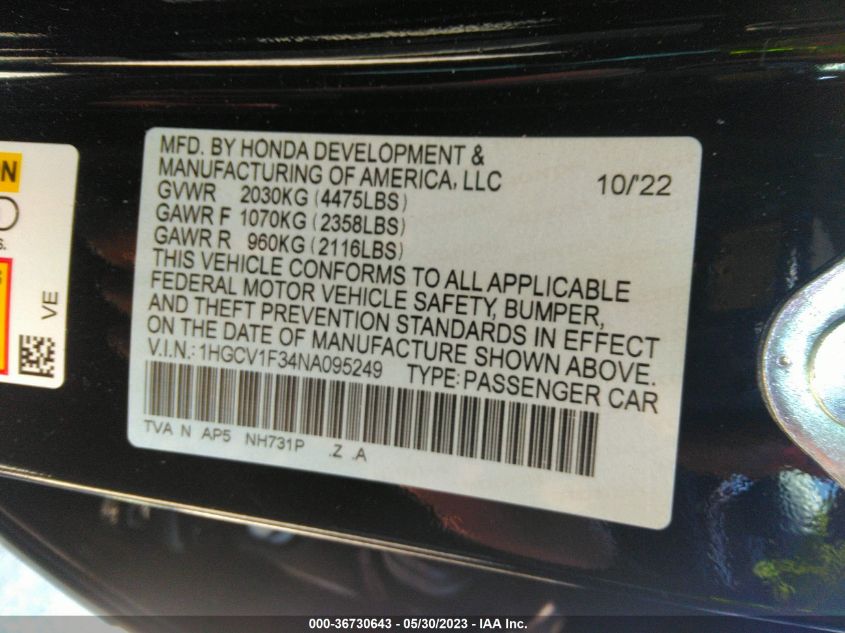 MFD. BY HONDA DEVELOPMENT &
MANUFACTURING OF AMERICA, LLC 10/'22
GVWR 2030KG (4475LBS)
GAWR F 1070KG (2358LBS)
GAWR R 960KG (2116LBS)
THIS VEHICLE CONFORMS TO ALL APPLICABLE
FEDERAL MOTOR VEHICLE SAFETY, BUMPER,
AND THEFT PREVENTION STANDARDS IN EFFECT
ON THE DATE OF MANUFACTURE SHOWN ABOVE.
V.I.N.: 1HGCV1F34NA095249 TYPE: PASSENGER CAR
TVA N AP5 NH731P .Z .A
VE
000-36730643 - 05/30/2023 - IAA Inc.